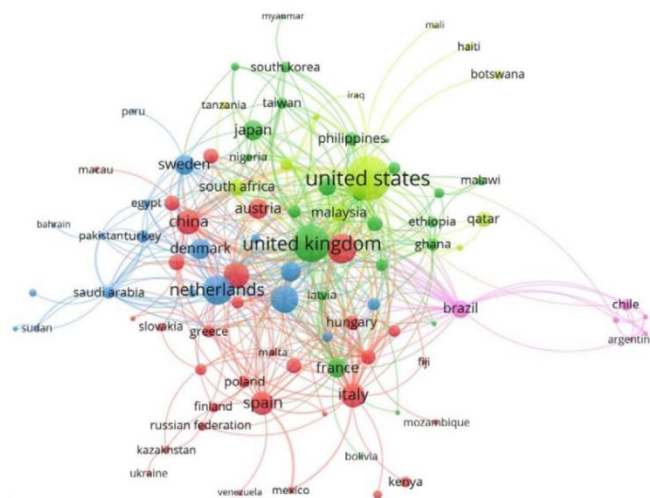 myanmar
mali
haiti
south korea
botswana
iraq
tanzania
taiwan
peru
japan
philippines
nigeria
sweden
macau
united states
malawi
south africa
egypt
austria
malaysia
china
ethiopia
qatar
bahrain
pakistan
turkey
denmark
united kingdom
ghana
saudi arabia
netherlands
latvia
brazil
chile
sudan
slovakia
greece
hungary
argentin
malta
fiji
poland
france
finland
spain
italy
russian federation
mozambique
kazakhstan
bolivia
ukraine
venezuela
mexico
kenya